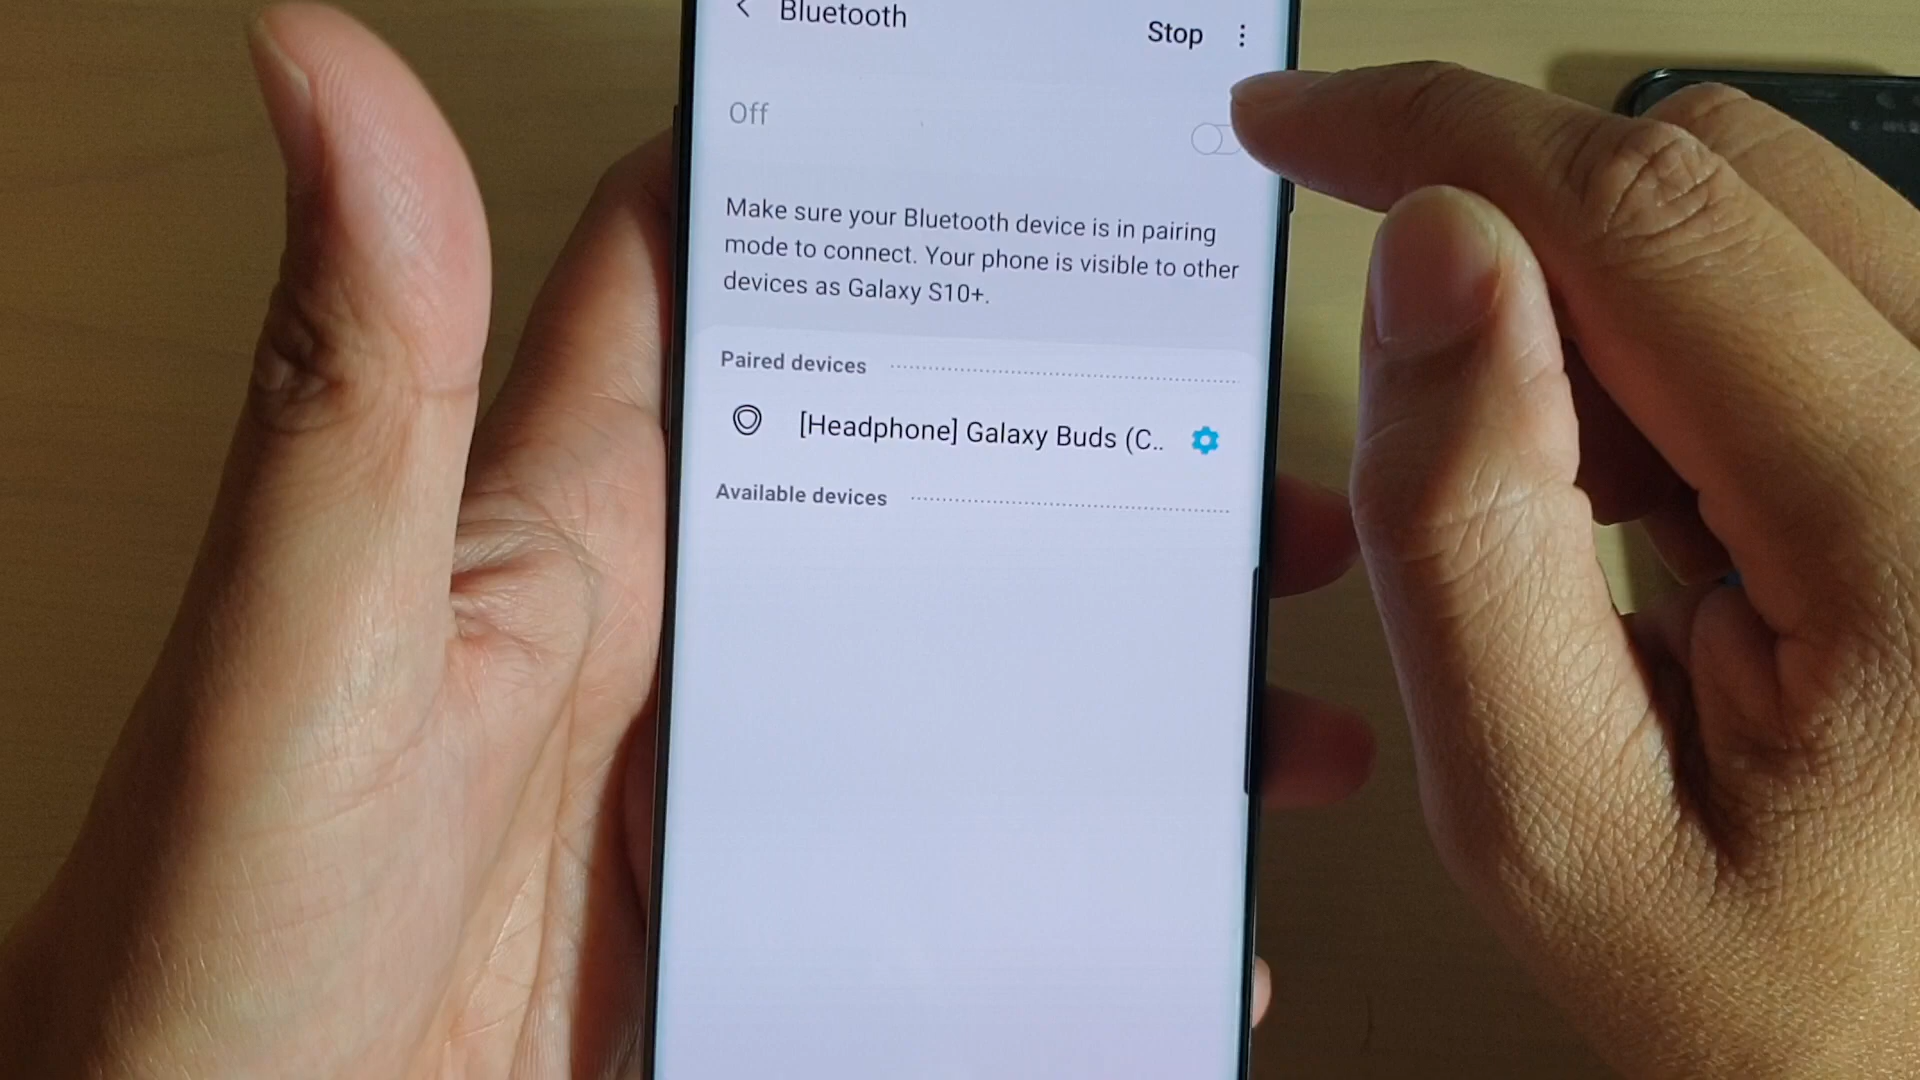 Bluetooth
Stop
Off
Make sure your Bluetooth device is in pairing
mode to connect. Your phone is visible to other
devices as Galaxy S10+.
Paired devices
[Headphone] Galaxy Buds (C..
Available devices